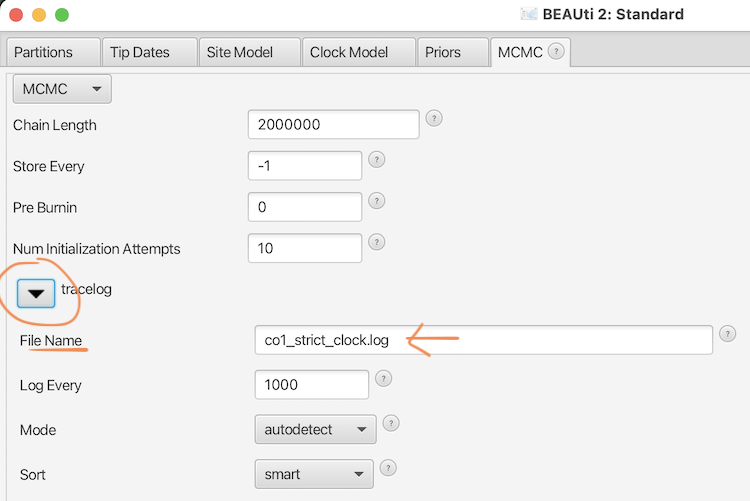 BEAUti 2: Standard
Partitions Tip Dates Site Model Clock Model Priors MCMC ?
MCMC
Chain Length 2000000 ?
Store Every -1 ?
Pre Burnin 0 ?
Num Initialization Attempts 10 ?
tracelog
File Name co1_strict_clock.log ?
Log Every 1000 ?
Mode autodetect ?
Sort smart ?